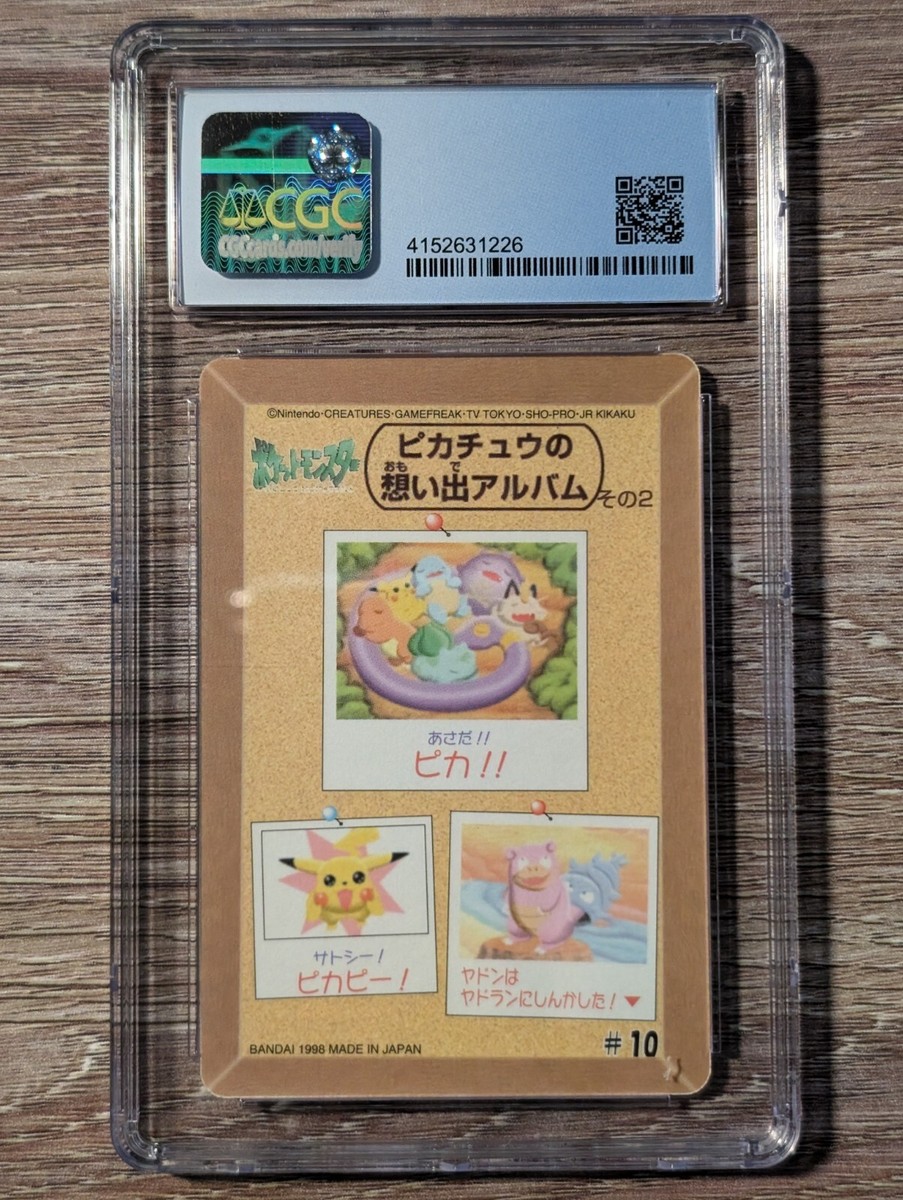 CGC
CGCcards.com/verify
4152631226
©Nintendo・CREATURES・GAMEFREAK・TV TOKYO・SHO-PRO・JR KIKAKU
ポケットモンスター
ピカチュウの
想い出アルバム
おも で
その2
あさだ!!
ピカ!!
サトシー!
ピカピー!
ヤドンは
ヤドランにしんかした!▼
#10
BANDAI 1998 MADE IN JAPAN